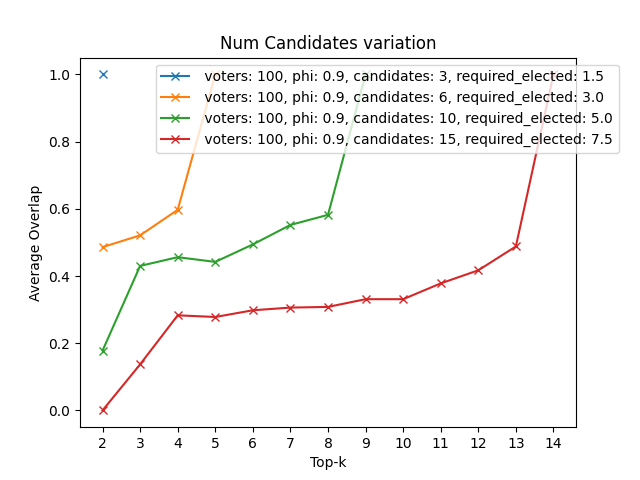 Num Candidates variation
voters: 100, phi: 0.9, candidates: 3, required_elected: 1.5
voters: 100, phi: 0.9, candidates: 6, required_elected: 3.0
voters: 100, phi: 0.9, candidates: 10, required_elected: 5.0
voters: 100, phi: 0.9, candidates: 15, required_elected: 7.5
Average Overlap
1.0
0.8
0.6
0.4
0.2
0.0
2 3 4 5 6 7 8 9 10 11 12 13 14
Top-k